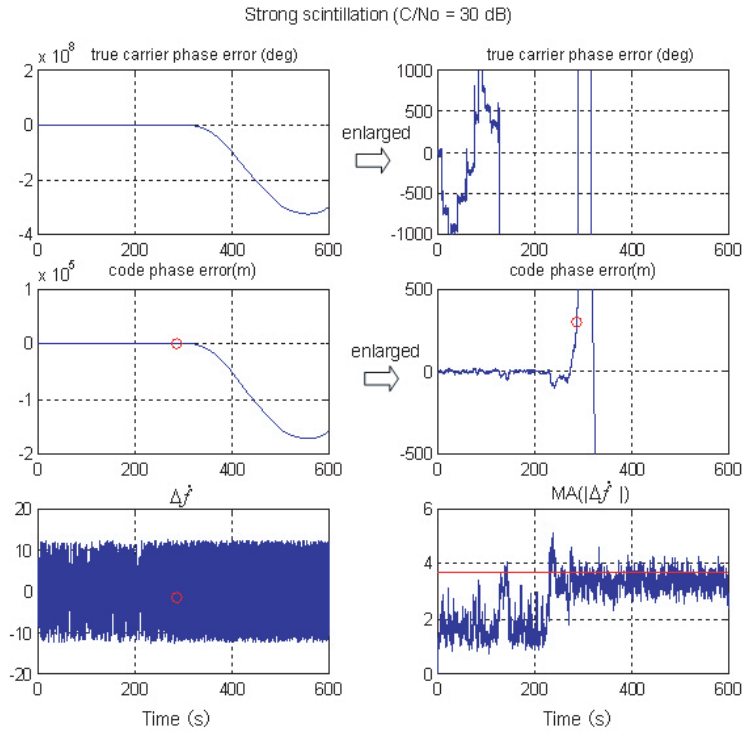 Strong scintillation (C/No = 30 dB)
x 10^8 true carrier phase error (deg)
2
0
-2
-4
0 200 400 600
enlarged
true carrier phase error (deg)
1000
500
0
-500
-1000
0 200 400 600
x 10^5 code phase error(m)
1
0
-1
-2
0 200 400 600
enlarged
code phase error(m)
500
0
-500
0 200 400 600
Δḟ
20
10
0
-10
-20
0 200 400 600
Time (s)
MA(|Δḟ |)
6
4
2
0
0 200 400 600
Time (s)